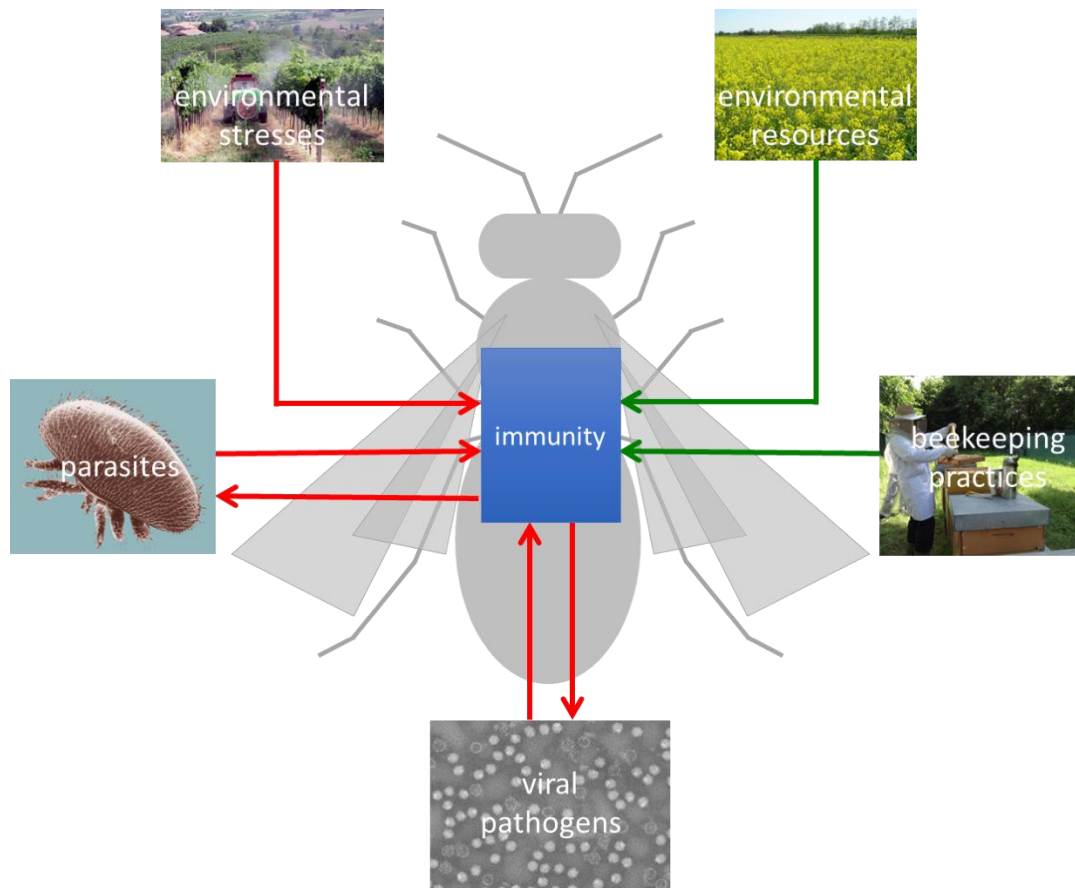 environmental
stresses
environmental
resources
immunity
parasites
beekeeping
practices
viral
pathogens